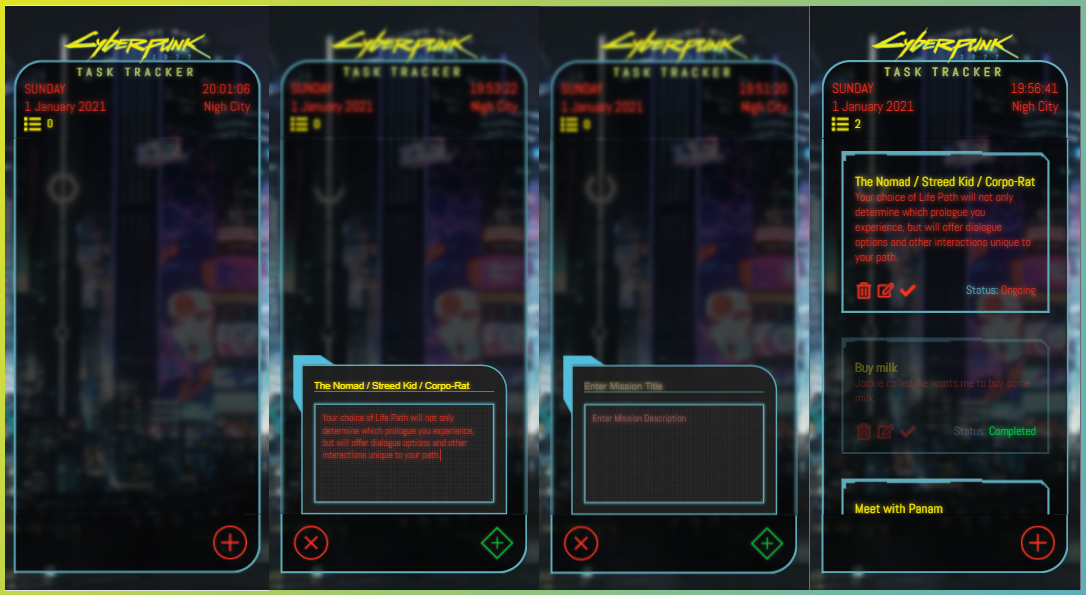 Cyberpunk
TASK TRACKER
SUNDAY
20:01:06
1 January 2021
Nigh City
0
Cyberpunk
TASK TRACKER
SUNDAY
19:53:22
1 January 2021
Nigh City
0
The Nomad / Streed Kid / Corpo-Rat
Your choice of Life Path will not only
determine which prologue you experience,
but will offer dialogue options and other
interactions unique to your path.
Cyberpunk
TASK TRACKER
SUNDAY
19:51:20
1 January 2021
Nigh City
0
Enter Mission Title
Enter Mission Description
Cyberpunk
TASK TRACKER
SUNDAY
19:56:41
1 January 2021
Nigh City
2
The Nomad / Streed Kid / Corpo-Rat
Your choice of Life Path will not only
determine which prologue you
experience, but will offer dialogue
options and other interactions unique to
your path.
Status: Ongoing
Buy milk
Jackie called, he wants me to buy some
milk.
Status: Completed
Meet with Panam